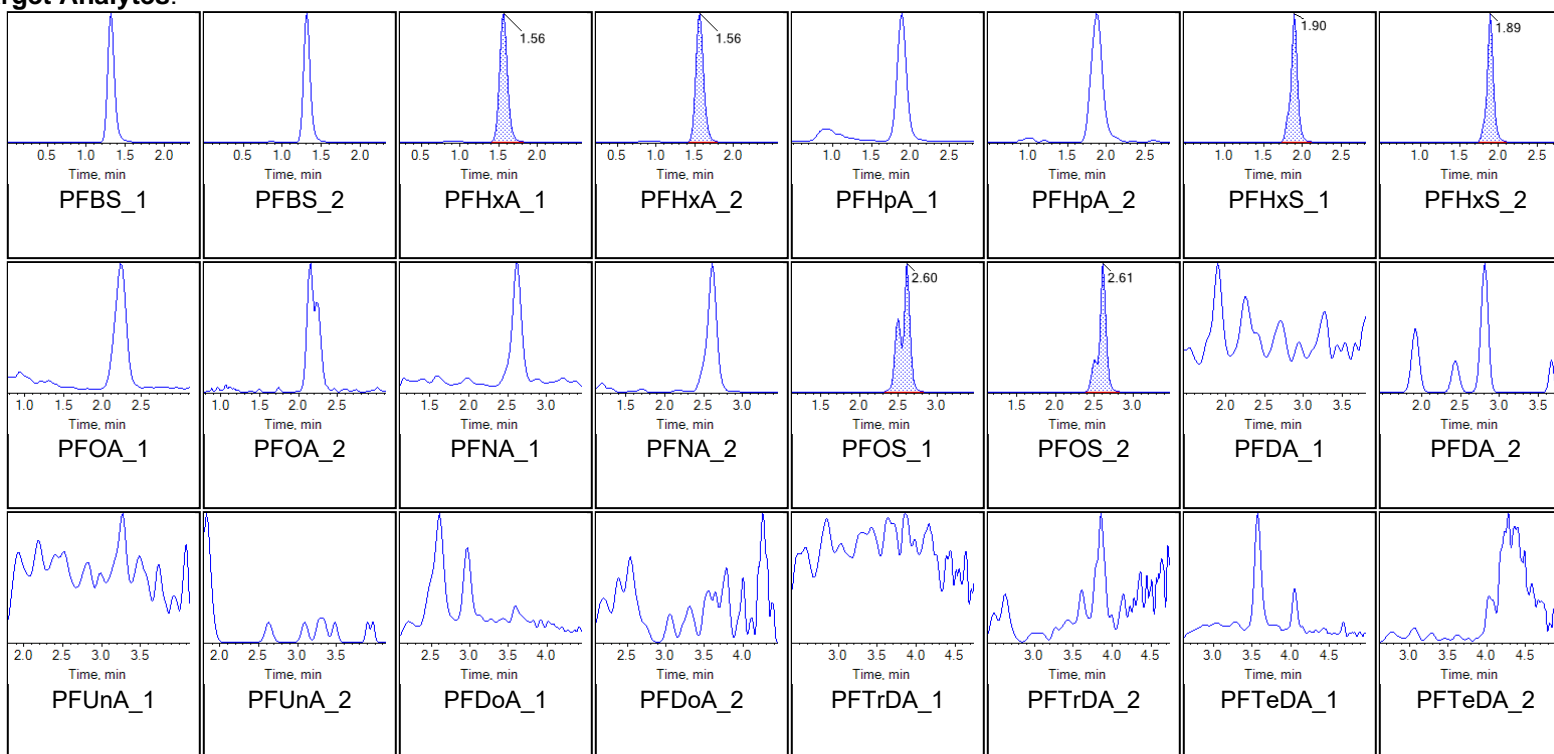 rget Analytes:
1.56 1.56 1.90 1.89
0.5 1.0 1.5 2.0 0.5 1.0 1.5 2.0 0.5 1.0 1.5 2.0 0.5 1.0 1.5 2.0 1.0 1.5 2.0 2.5 1.0 1.5 2.0 2.5 1.0 1.5 2.0 2.5 1.0 1.5 2.0 2.5
Time, min Time, min Time, min Time, min Time, min Time, min Time, min Time, min
PFBS_1 PFBS_2 PFHxA_1 PFHxA_2 PFHpA_1 PFHpA_2 PFHxS_1 PFHxS_2
2.60 2.61
1.0 1.5 2.0 2.5 1.0 1.5 2.0 2.5 1.5 2.0 2.5 3.0 1.5 2.0 2.5 3.0 1.5 2.0 2.5 3.0 1.5 2.0 2.5 3.0 2.0 2.5 3.0 3.5 2.0 2.5 3.0 3.5
Time, min Time, min Time, min Time, min Time, min Time, min Time, min Time, min
PFOA_1 PFOA_2 PFNA_1 PFNA_2 PFOS_1 PFOS_2 PFDA_1 PFDA_2
2.0 2.5 3.0 3.5 2.0 2.5 3.0 3.5 2.5 3.0 3.5 4.0 2.5 3.0 3.5 4.0 3.0 3.5 4.0 4.5 3.0 3.5 4.0 4.5 3.0 3.5 4.0 4.5 3.0 3.5 4.0 4.5
Time, min Time, min Time, min Time, min Time, min Time, min Time, min Time, min
PFUnA_1 PFUnA_2 PFDoA_1 PFDoA_2 PFTrDA_1 PFTrDA_2 PFTeDA_1 PFTeDA_2